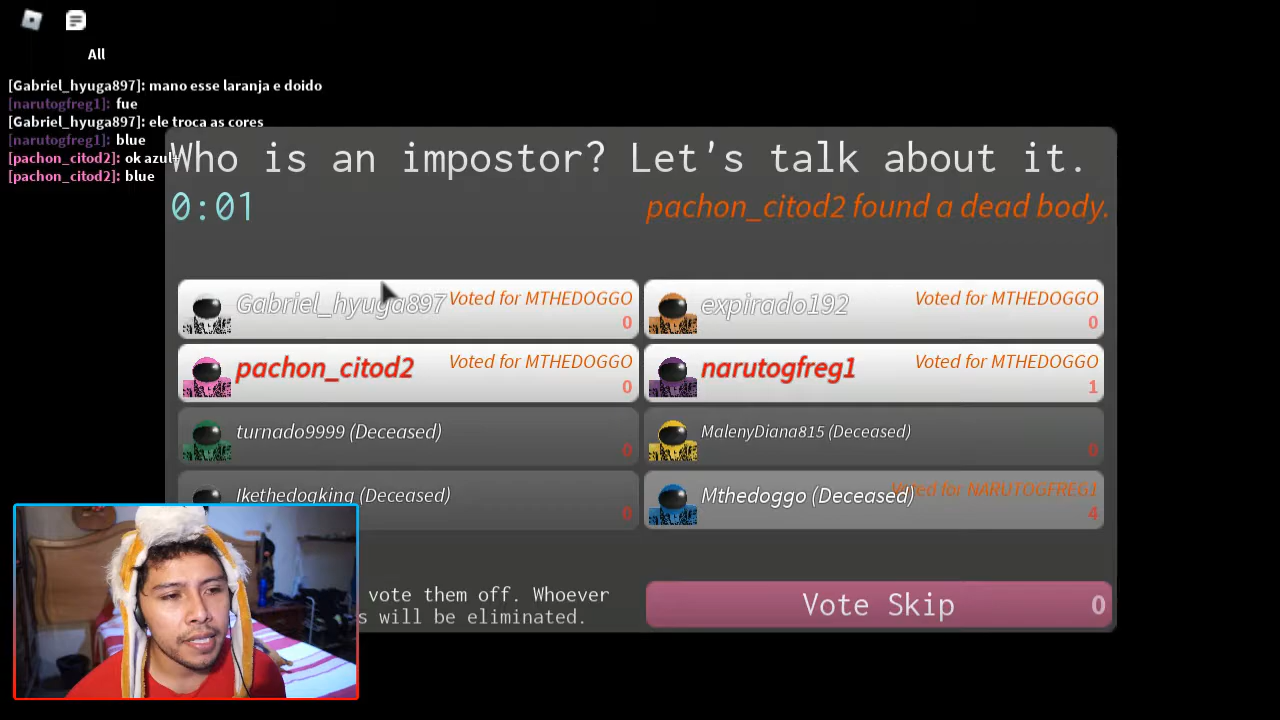 All
[Gabriel_hyuga897]: mano esse laranja e doido
[narutogfreg1]: fue
[Gabriel_hyuga897]: ele troca as cores
[narutogfreg1]: blue
[pachon_citod2]: ok azul
[pachon_citod2]: blue
Who is an impostor? Let's talk about it.
0:01
pachon_citod2 found a dead body.
Gabriel_hyuga897 Voted for MTHEDOGGO
0
expirado192 Voted for MTHEDOGGO
0
pachon_citod2 Voted for MTHEDOGGO
0
narutogfreg1 Voted for MTHEDOGGO
1
turnado9999 (Deceased)
0
MalenyDiana815 (Deceased)
0
Ikethedogking (Deceased)
0
Mthedoggo (Deceased) Voted for NARUTOGFREG1
4
vote them off. Whoever
will be eliminated.
Vote Skip 0